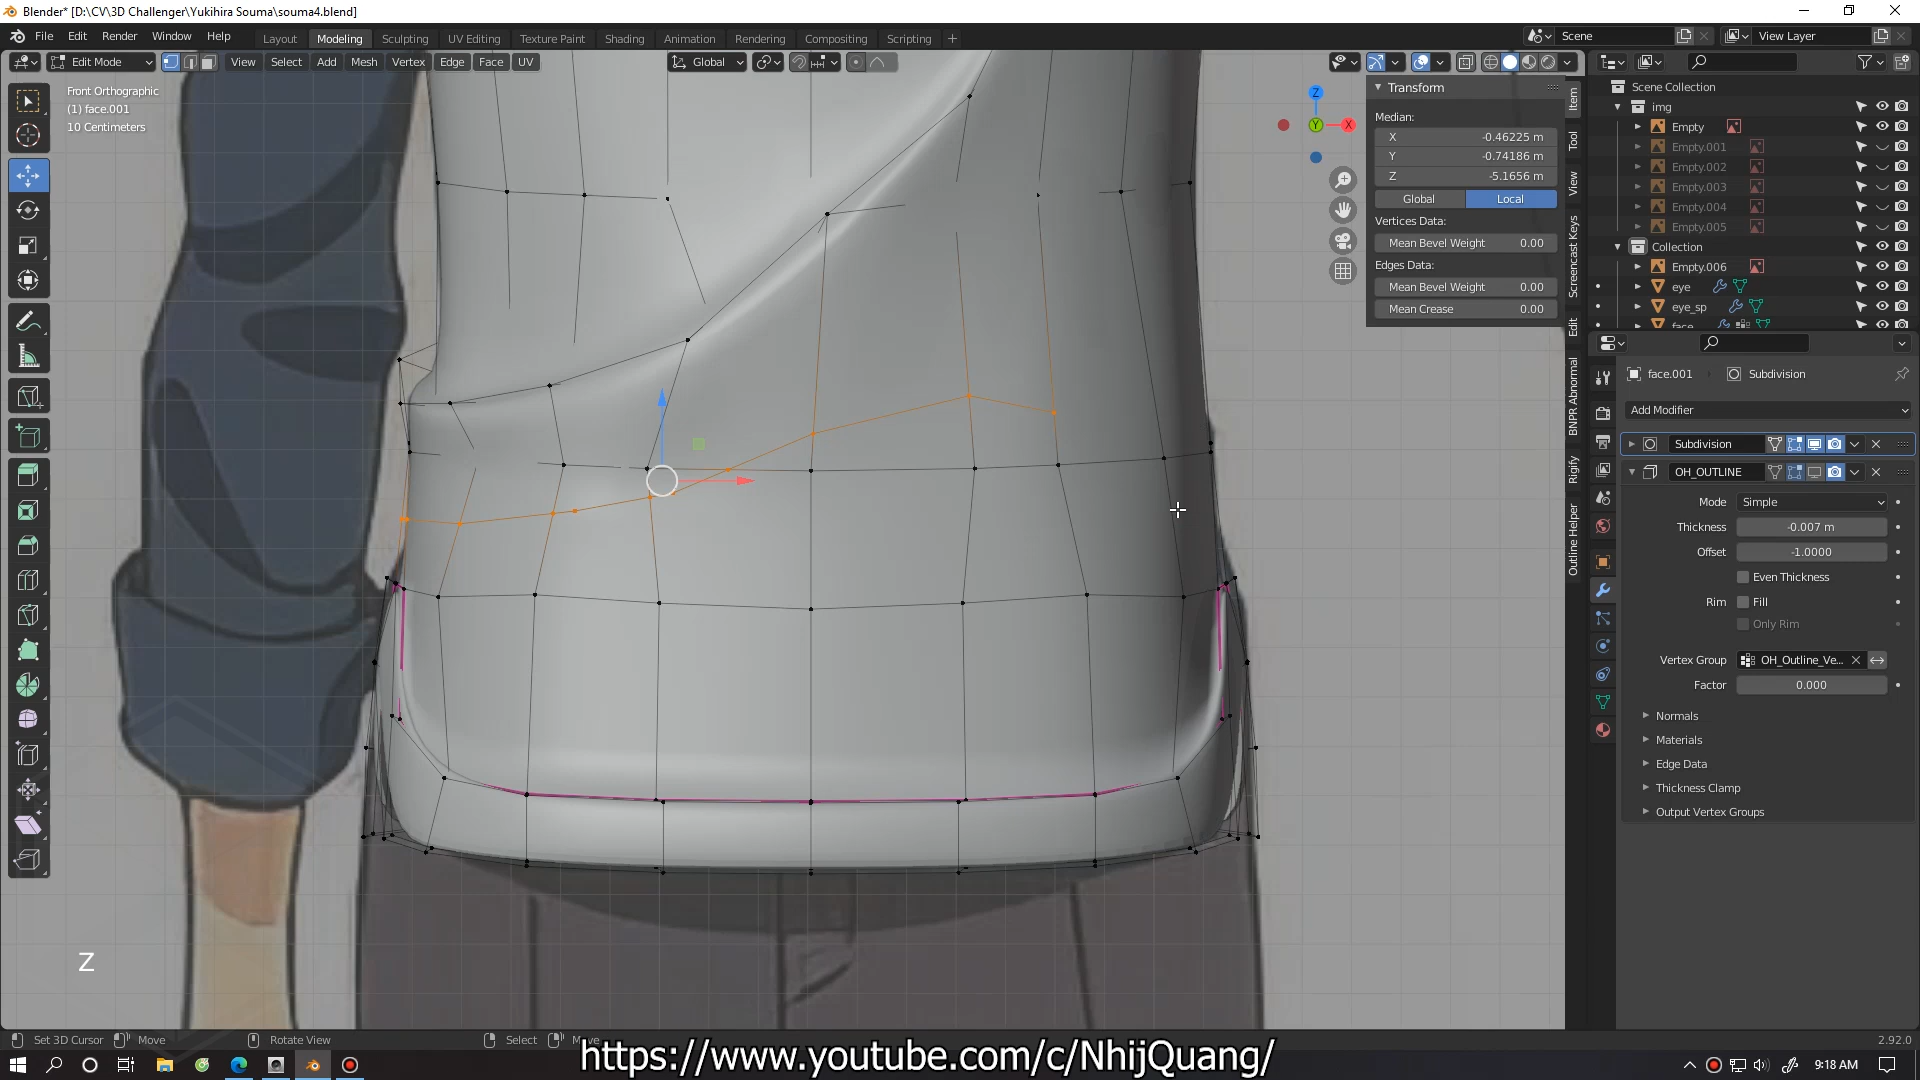 Blender* [D:\CV\3D Challenger\Yukihira Souma\souma4.blend]
File Edit Render Window Help
Layout Modeling Sculpting UV Editing Texture Paint Shading Animation Rendering Compositing Scripting
Scene
View Layer
Edit Mode View Select Add Mesh Vertex Edge Face UV
Global
Front Orthographic
(1) face.001
10 Centimeters
Z
X
Y
Transform
Median:
X -0.46225 m
Y -0.74186 m
Z -5.1656 m
Global Local
Vertices Data:
Mean Bevel Weight 0.00
Edges Data:
Mean Bevel Weight 0.00
Mean Crease 0.00
Item
Tool
View
Screencast Keys
Edit
BNPR Abnormal
Rigify
Outline Helper
Scene Collection
img
Empty
Empty.001
Empty.002
Empty.003
Empty.004
Empty.005
Collection
Empty.006
eye
eye_sp
face
face.001 Subdivision
Add Modifier
Subdivision
OH_OUTLINE
Mode Simple
Thickness -0.007 m
Offset -1.0000
Even Thickness
Rim Fill
Only Rim
Vertex Group OH_Outline_Ve...
Factor 0.000
Normals
Materials
Edge Data
Thickness Clamp
Output Vertex Groups
Z
Set 3D Cursor Move Rotate View Select Move
2.92.0
https://www.youtube.com/c/NhijQuang/
9:18 AM